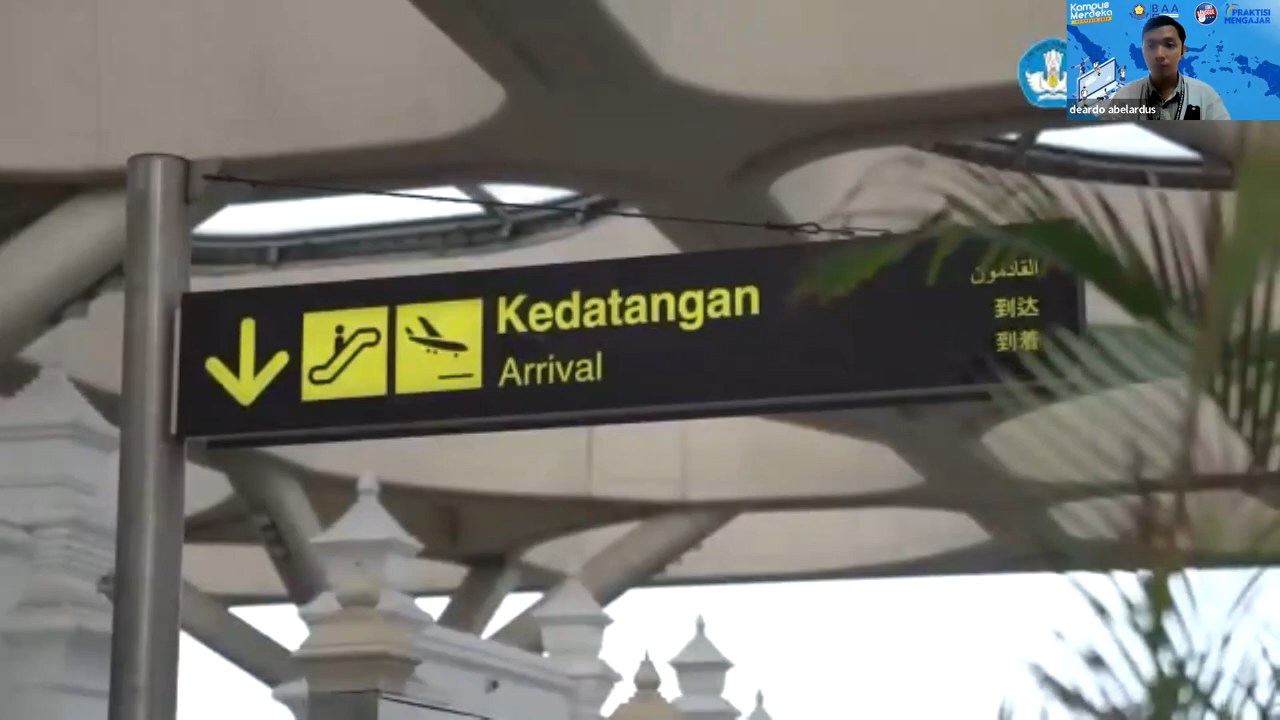 Kampus
Merdeka
BAA
PRAKTISI
MENGAJAR
deardo abelardus
Kedatangan
Arrival
القادمون
到达
到着